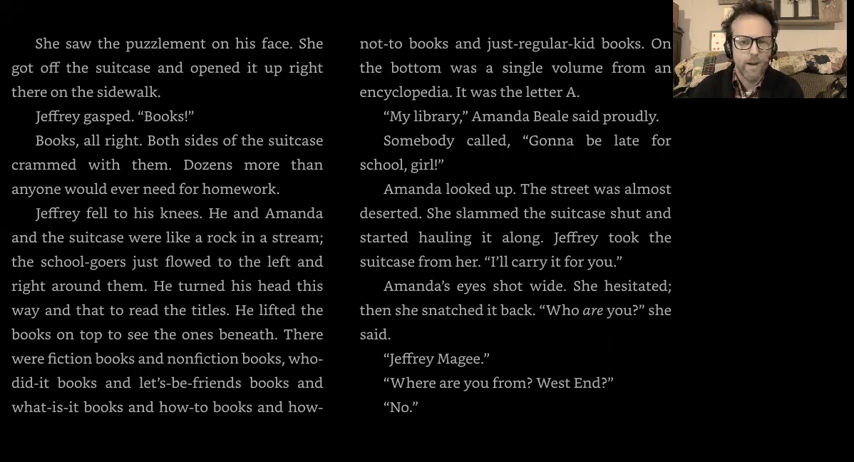 She saw the puzzlement on his face. She
got off the suitcase and opened it up right
there on the sidewalk.
Jeffrey gasped. “Books!”
Books, all right. Both sides of the suitcase
crammed with them. Dozens more than
anyone would ever need for homework.
Jeffrey fell to his knees. He and Amanda
and the suitcase were like a rock in a stream;
the school-goers just flowed to the left and
right around them. He turned his head this
way and that to read the titles. He lifted the
books on top to see the ones beneath. There
were fiction books and nonfiction books, who-
did-it books and let’s-be-friends books and
what-is-it books and how-to books and how-
not-to books and just-regular-kid books. On
the bottom was a single volume from an
encyclopedia. It was the letter A.
“My library,” Amanda Beale said proudly.
Somebody called, “Gonna be late for
school, girl!”
Amanda looked up. The street was almost
deserted. She slammed the suitcase shut and
started hauling it along. Jeffrey took the
suitcase from her. “I’ll carry it for you.”
Amanda’s eyes shot wide. She hesitated;
then she snatched it back. “Who are you?” she
said.
“Jeffrey Magee.”
“Where are you from? West End?”
“No.”